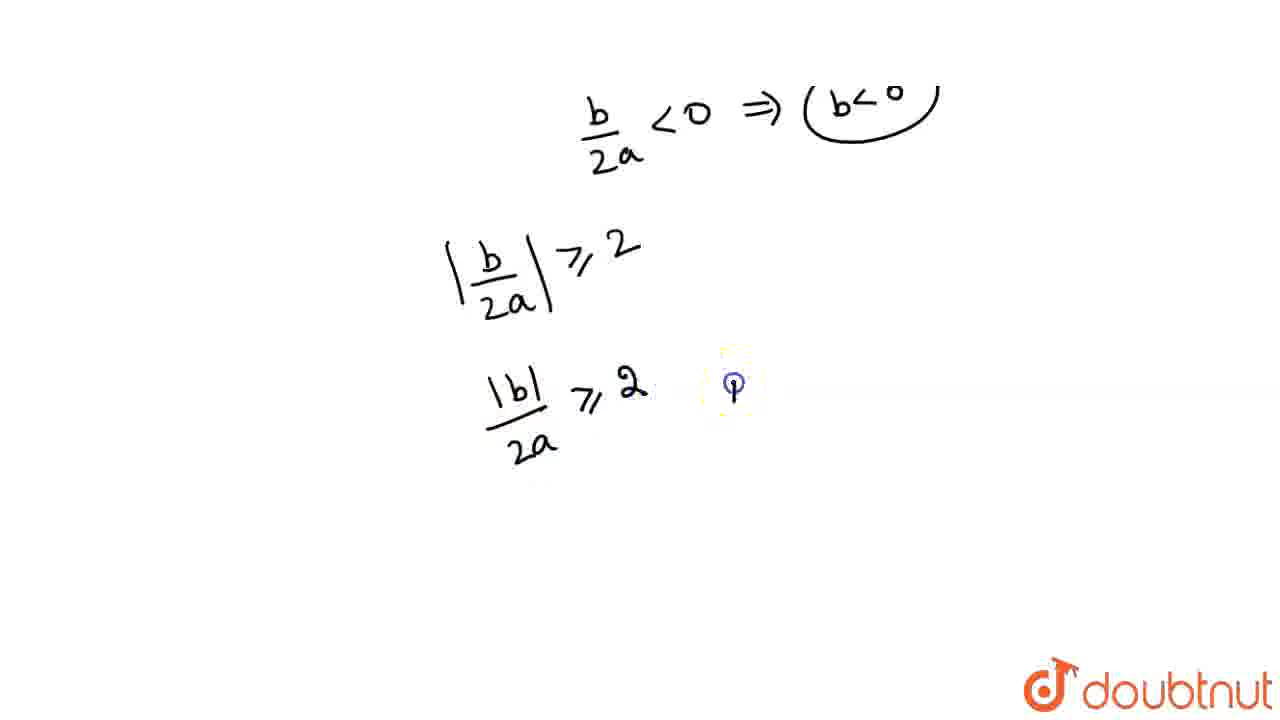 b/2a < 0 ⇒ b < 0
|b/2a| ⩾ 2
|b|/2a ⩾ 2
doubtnut